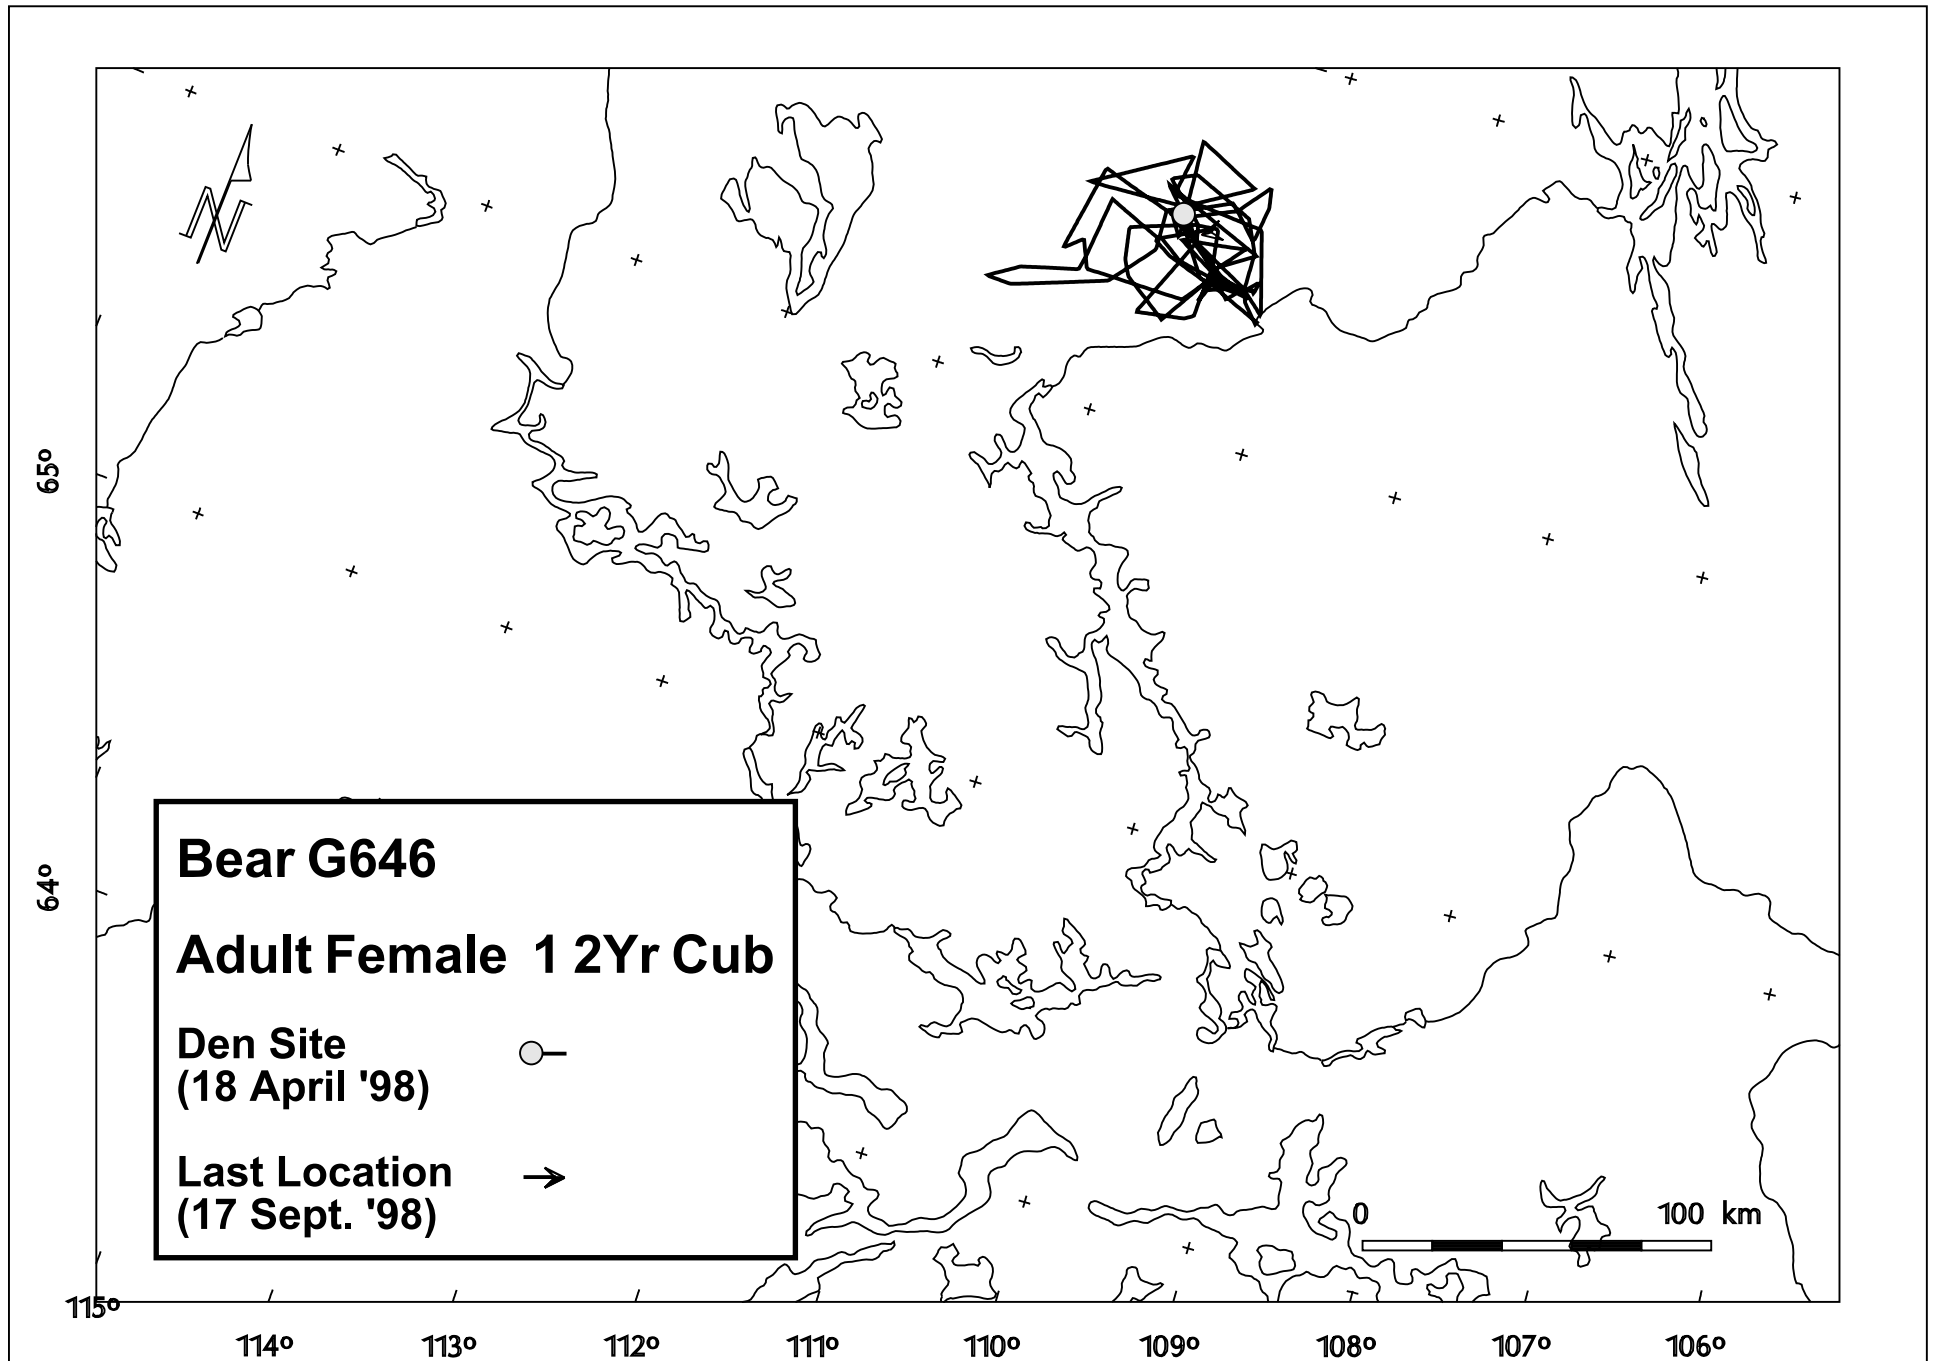 N
65º
64º
Bear G646
Adult Female 1 2Yr Cub
Den Site
(18 April '98)
Last Location
(17 Sept. '98)
0 100 km
115º
114º 113º 112º 111º 110º 109º 108º 107º 106º